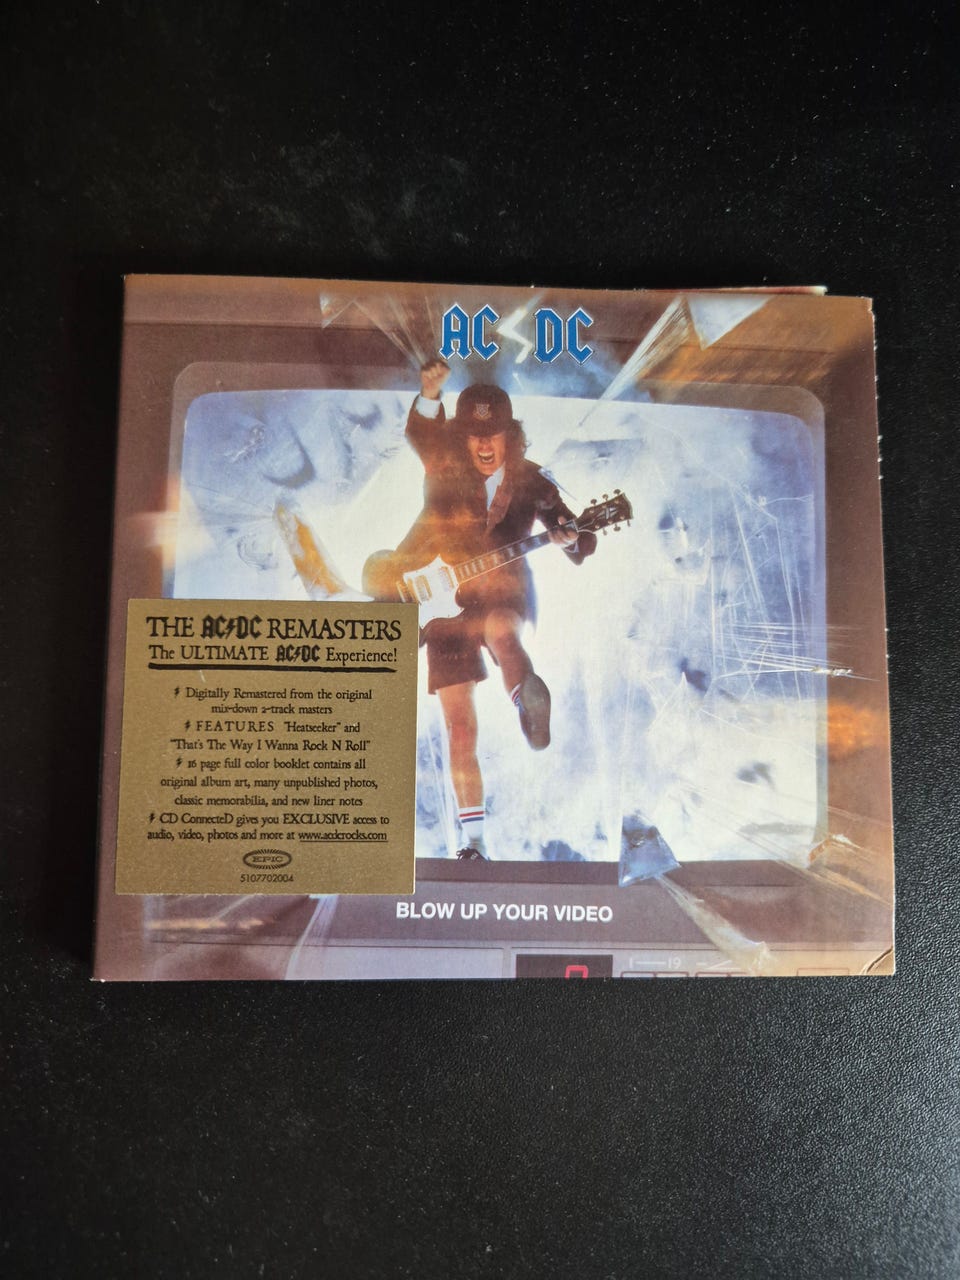 AC DC
THE AC/DC REMASTERS
The ULTIMATE AC/DC Experience!
Digitally Remastered from the original
mix-down 2-track masters
FEATURES "Heatseeker" and
"That's The Way I Wanna Rock N Roll"
16 page full color booklet contains all
original album art, many unpublished photos,
classic memorabilia, and new liner notes
CD ConnecteD gives you EXCLUSIVE access to
audio, video, photos and more at www.acdcrocks.com
EPIC
5107702004
BLOW UP YOUR VIDEO
1 19